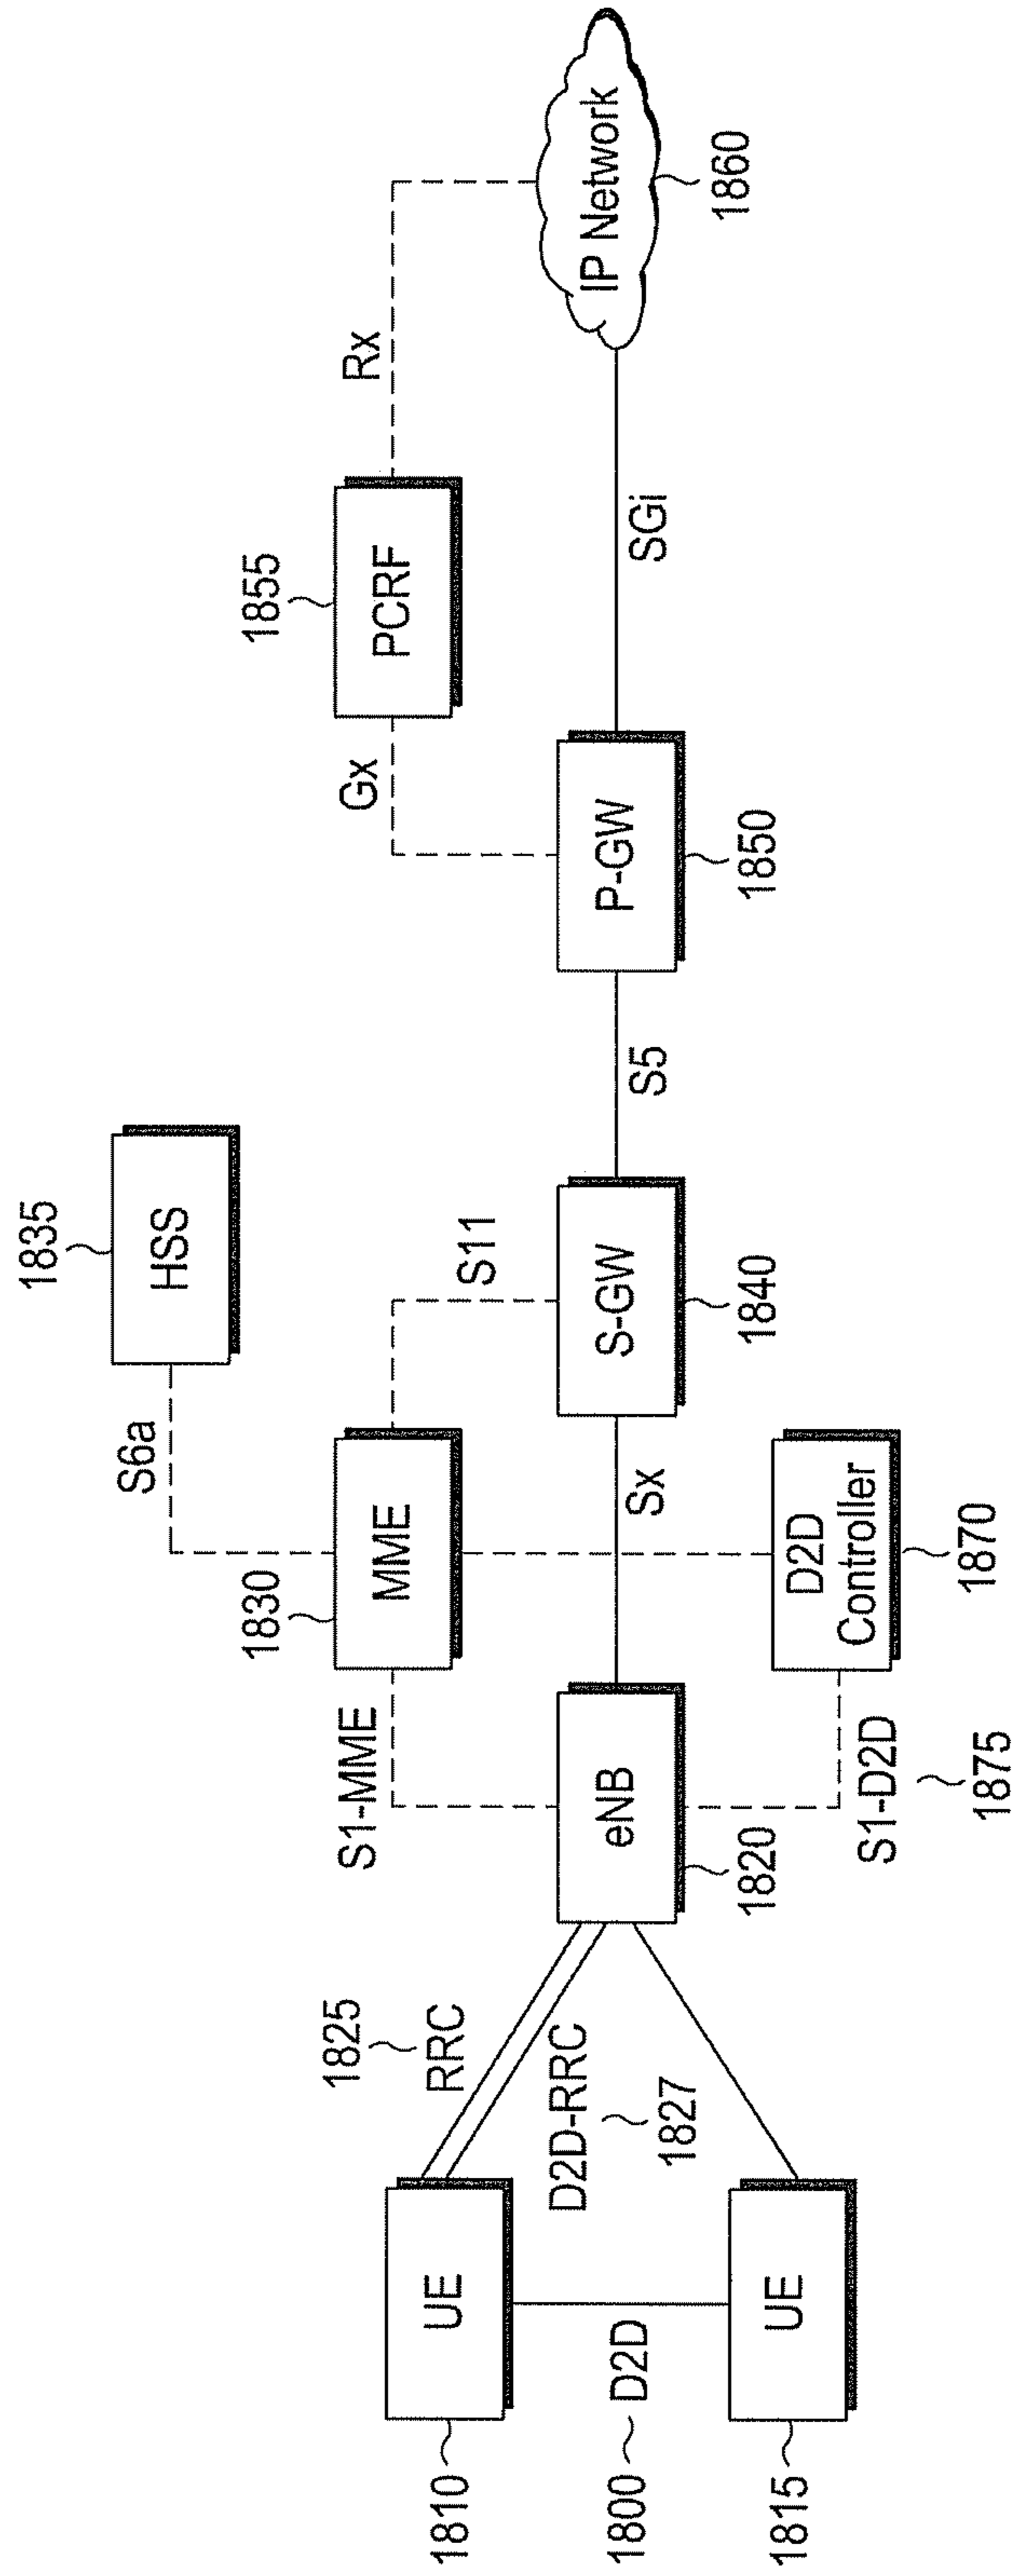 1835
HSS
S6a
1830
MME
S1-MME
S11
1855
PCRF
Gx
Rx
1825
RRC
D2D-RRC
1827
1810
UE
1800
D2D
1815
UE
eNB
1820
Sx
S-GW
1840
S5
P-GW
1850
SGi
IP Network
1860
D2D
Controller
1870
S1-D2D
1875